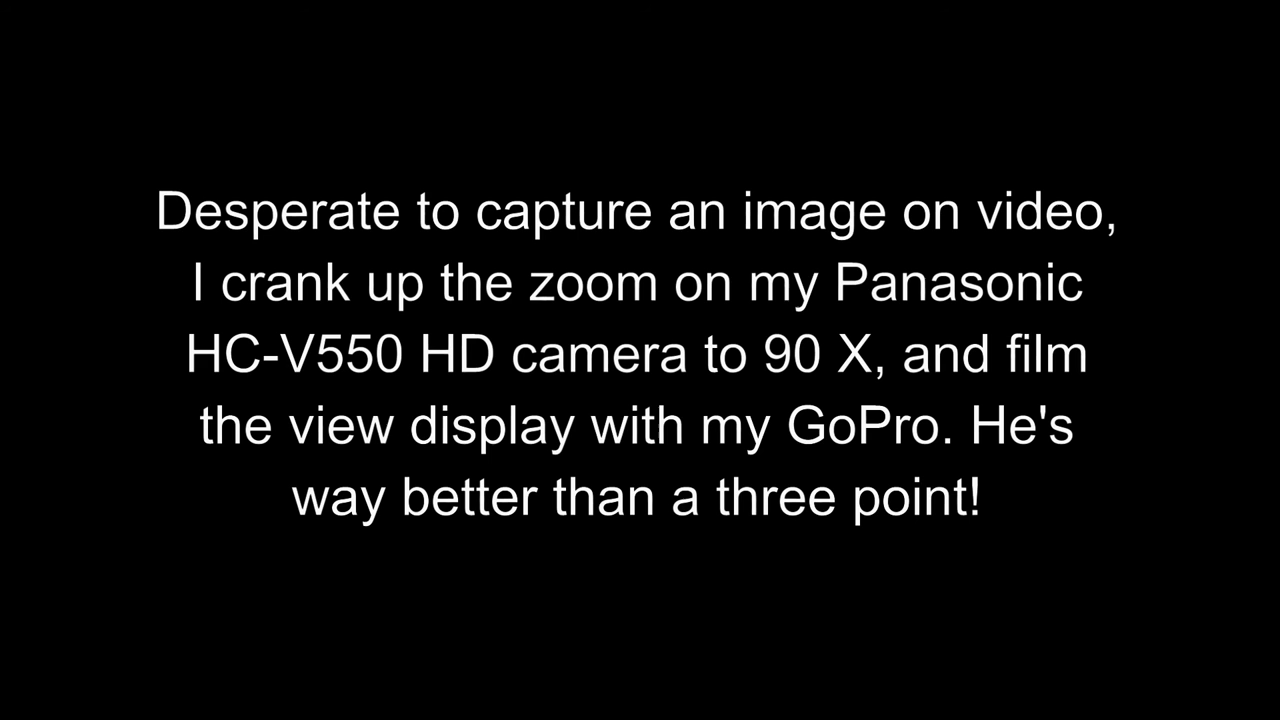 Desperate to capture an image on video,
I crank up the zoom on my Panasonic
HC-V550 HD camera to 90 X, and film
the view display with my GoPro. He's
way better than a three point!